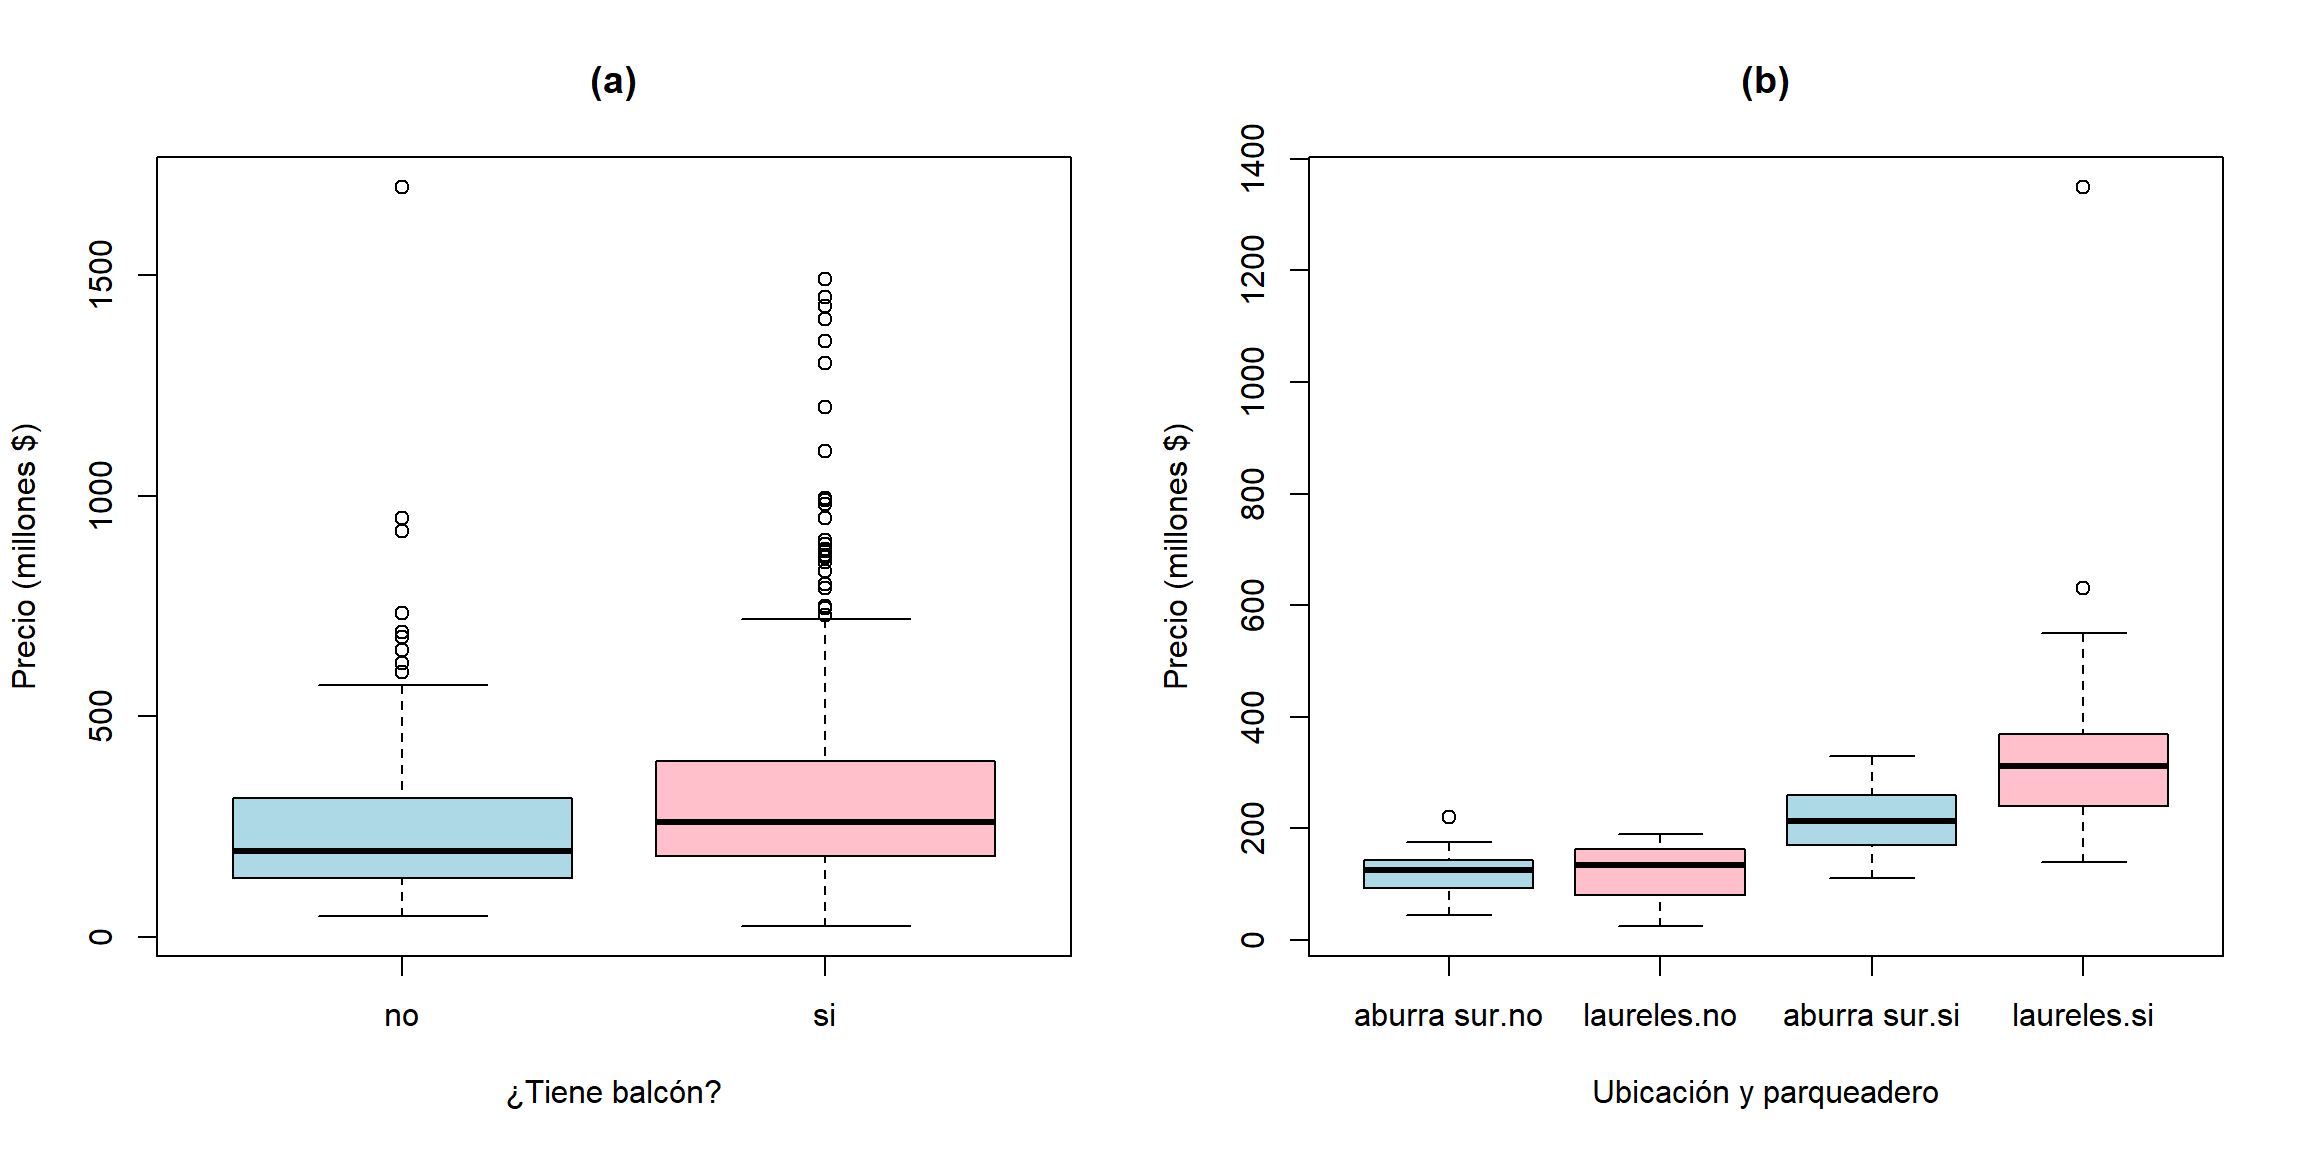 (a)
Precio (millones $)
1500
1000
500
0
no si
¿Tiene balcón?
(b)
Precio (millones $)
1400
1200
1000
800
600
400
200
0
aburra sur.no laureles.no aburra sur.si laureles.si
Ubicación y parqueadero